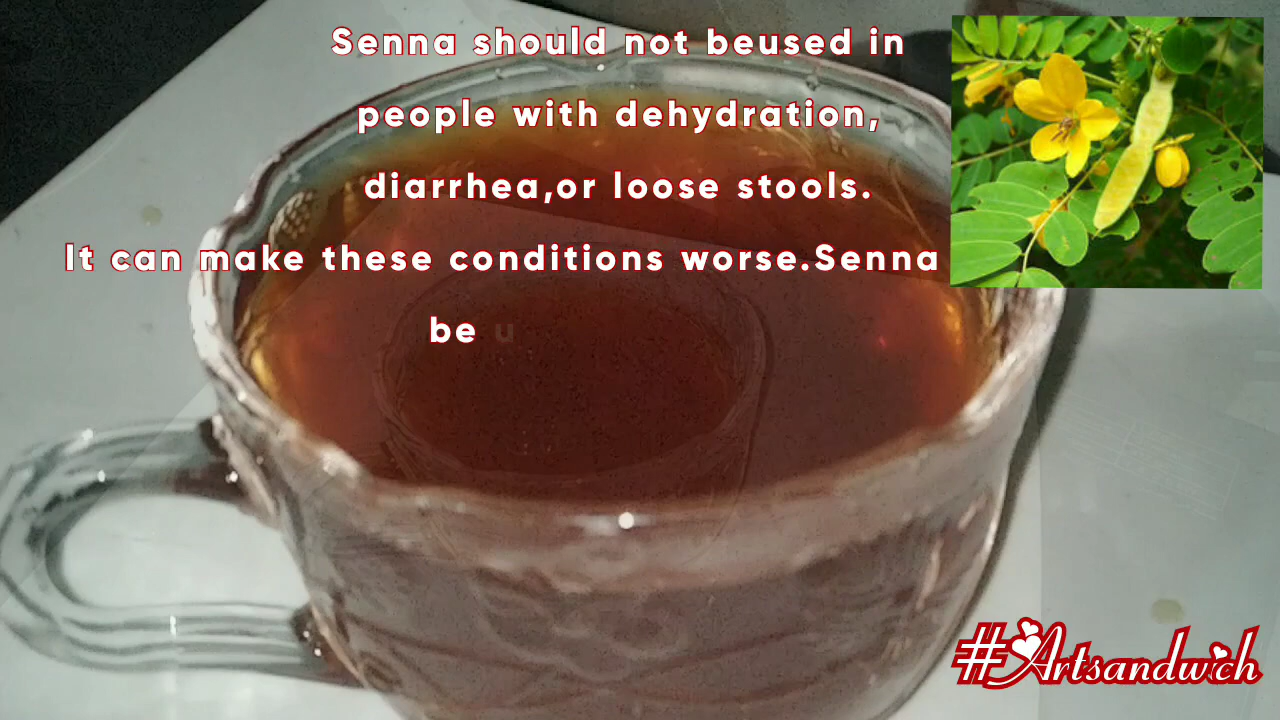 Senna should not beused in
people with dehydration,
diarrhea,or loose stools.
It can make these conditions worse.Senna
be u
#Artsandwich